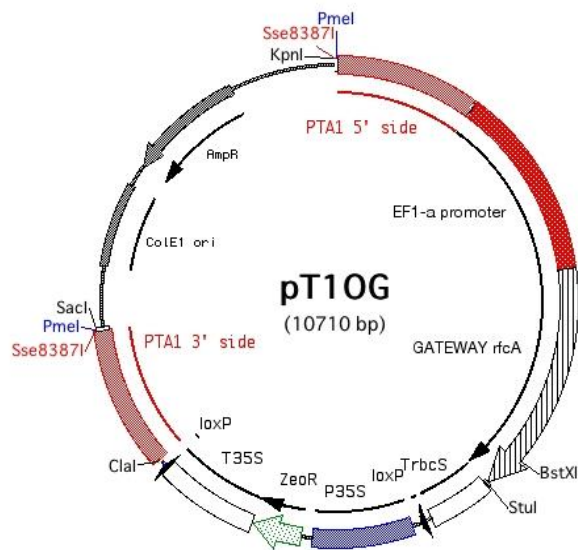 PmeI
Sse8387I
KpnI
PTA1 5' side
AmpR
EF1-a promoter
ColE1 ori
pT1OG
(10710 bp)
SacI
PmeI
Sse8387I
PTA1 3' side
GATEWAY rfcA
loxP
T35S
ZeoR
P35S
loxP
TrbcS
ClaI
BstXI
StuI